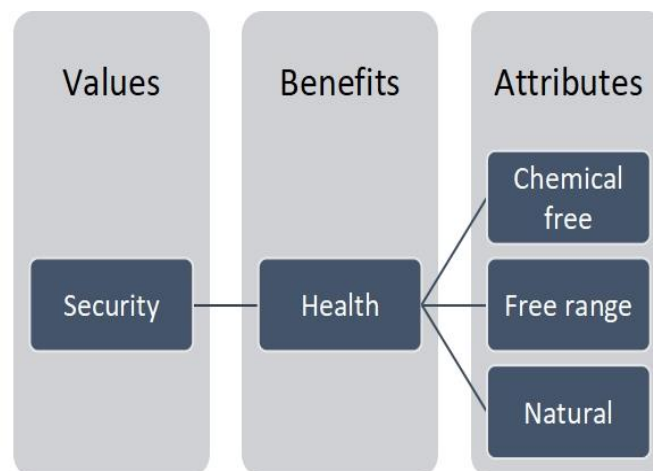 Values
Benefits
Attributes
Chemical
free
Security
Health
Free range
Natural